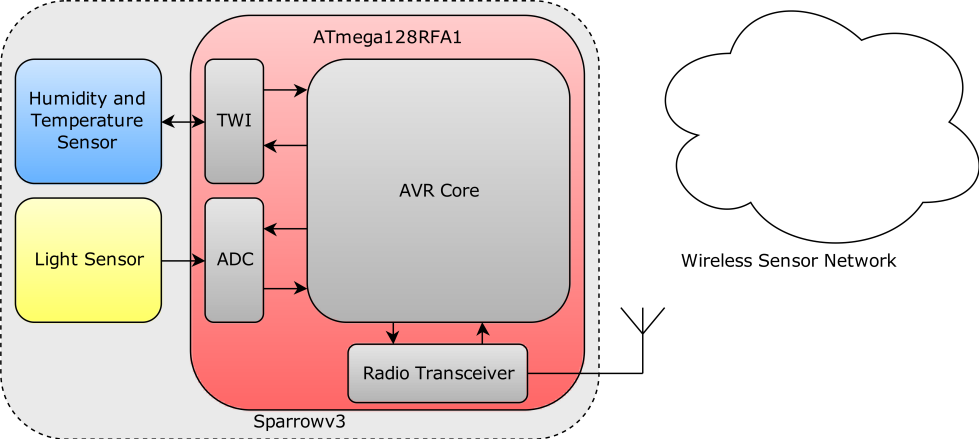 ATmega128RFA1
Humidity and
Temperature
Sensor
TWI
AVR Core
Light Sensor
ADC
Wireless Sensor Network
Radio Transceiver
Sparrowv3